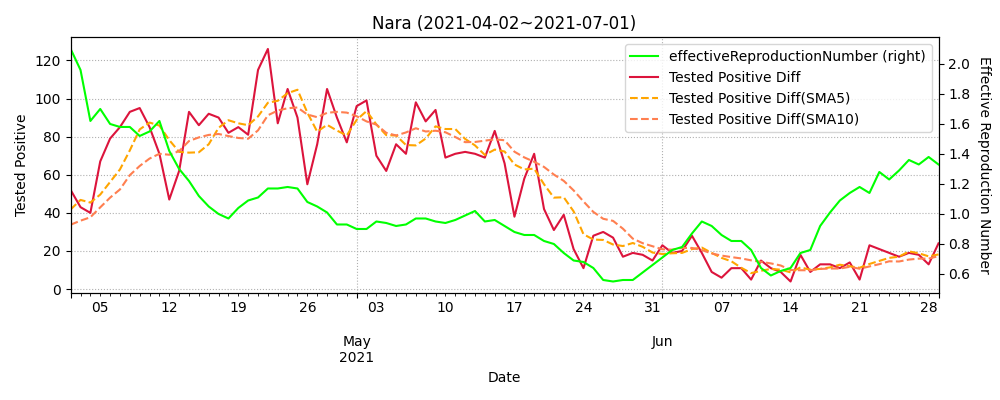 Nara (2021-04-02~2021-07-01)
effectiveReproductionNumber (right)
Tested Positive Diff
Tested Positive Diff(SMA5)
Tested Positive Diff(SMA10)
Tested Positive
120
100
80
60
40
20
0
Effective Reproduction Number
2.0
1.8
1.6
1.4
1.2
1.0
0.8
0.6
05 12 19 26 03 10 17 24 31 07 14 21 28
May Jun
2021
Date